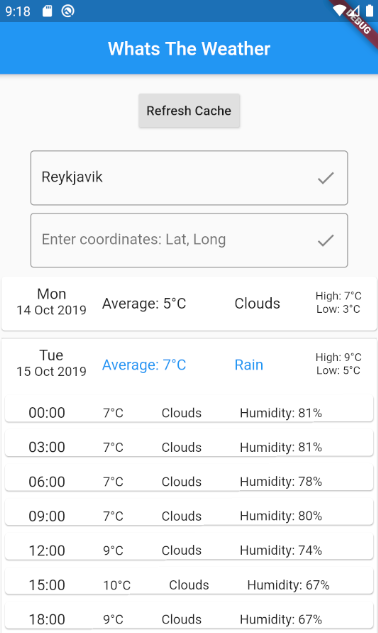 9:18
DEBUG
Whats The Weather
Refresh Cache
Reykjavik
Enter coordinates: Lat, Long
Mon
14 Oct 2019
Average: 5°C
Clouds
High: 7°C
Low: 3°C
Tue
15 Oct 2019
Average: 7°C
Rain
High: 9°C
Low: 5°C
00:00 7°C Clouds Humidity: 81%
03:00 7°C Clouds Humidity: 81%
06:00 7°C Clouds Humidity: 78%
09:00 7°C Clouds Humidity: 80%
12:00 9°C Clouds Humidity: 74%
15:00 10°C Clouds Humidity: 67%
18:00 9°C Clouds Humidity: 67%